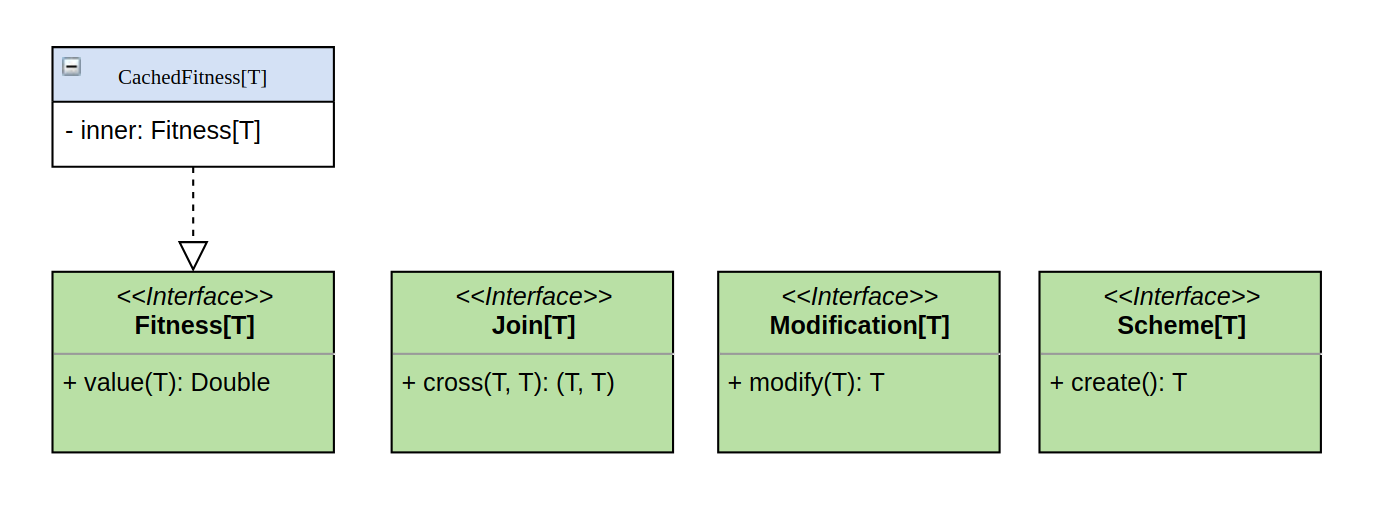 CachedFitness[T]
- inner: Fitness[T]
<<Interface>>
Fitness[T]
+ value(T): Double
<<Interface>>
Join[T]
+ cross(T, T): (T, T)
<<Interface>>
Modification[T]
+ modify(T): T
<<Interface>>
Scheme[T]
+ create(): T